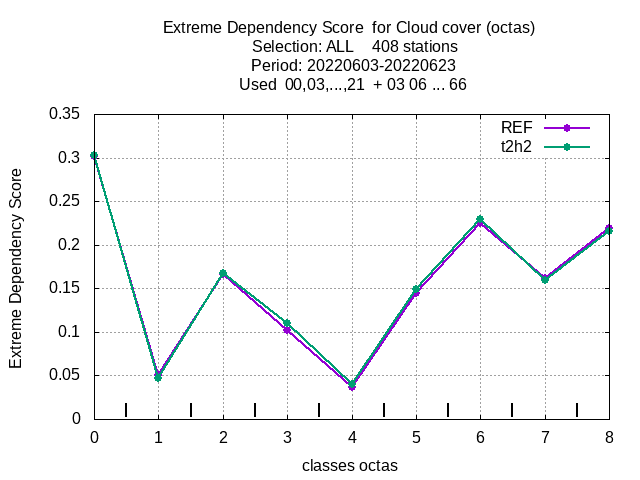 Extreme Dependency Score  for Cloud cover (octas)
Selection: ALL    408 stations
Period: 20220603-20220623
Used  00,03,...,21  + 03 06 ... 66
0.35
REF
t2h2
0.3
0.25
0.2
0.15
0.1
0.05
0
Extreme Dependency Score
0 1 2 3 4 5 6 7 8
classes octas